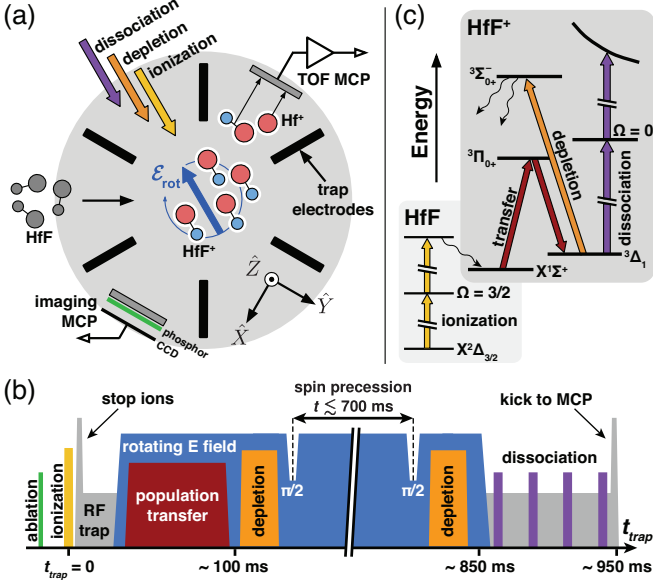 (a)
dissociation
depletion
ionization
TOF MCP
Hf⁺
ℰrot
trap
electrodes
HfF
HfF⁺
Ẑ
Ŷ
X̂
imaging
MCP
phosphor
CCD
(c)
HfF⁺
Energy
³Σ⁻₀₊
Ω = 0
³Π₀₊
transfer
depletion
dissociation
³Δ₁
X¹Σ⁺
HfF
Ω = 3/2
ionization
X²Δ₃/₂
(b)
stop ions
spin precession
t ≲ 700 ms
kick to MCP
rotating E field
dissociation
ablation
ionization
RF
trap
population
transfer
depletion
π/2
π/2
depletion
t_trap
t_trap = 0
~ 100 ms
~ 850 ms
~ 950 ms